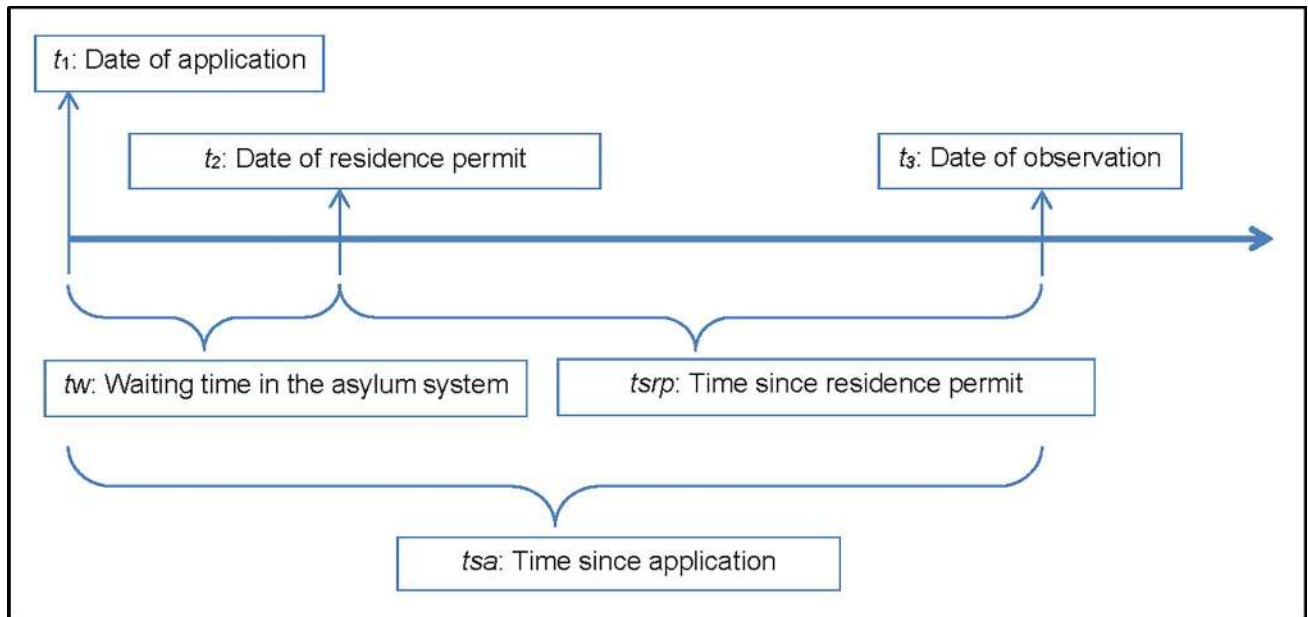 t1: Date of application
t2: Date of residence permit
t3: Date of observation
tw: Waiting time in the asylum system
tsrp: Time since residence permit
tsa: Time since application